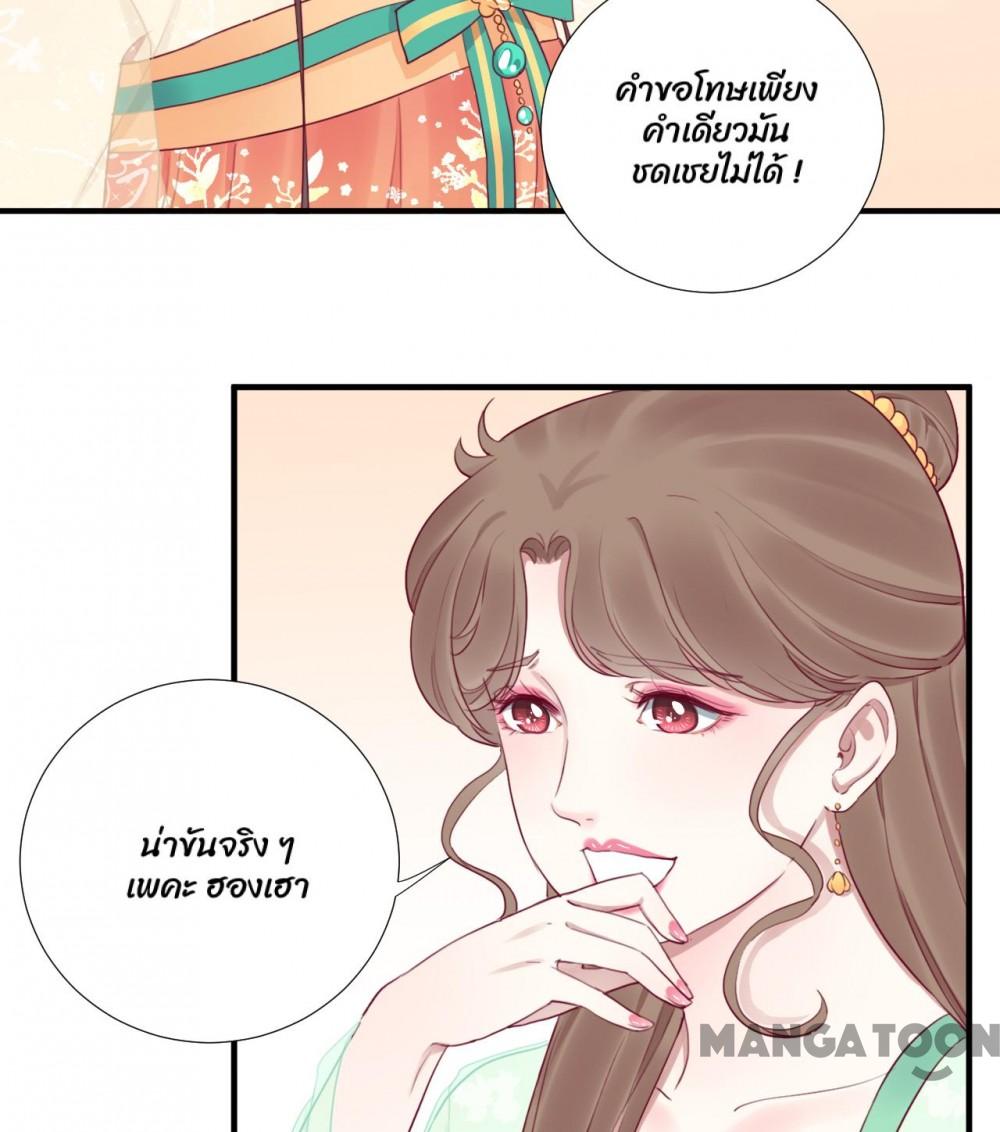 คำขอโทษเพียง
คำเดียวมัน
ชดเชยไม่ได้ !
น่าขันจริง ๆ
เพคะ ฮองเฮา
MANGATOON